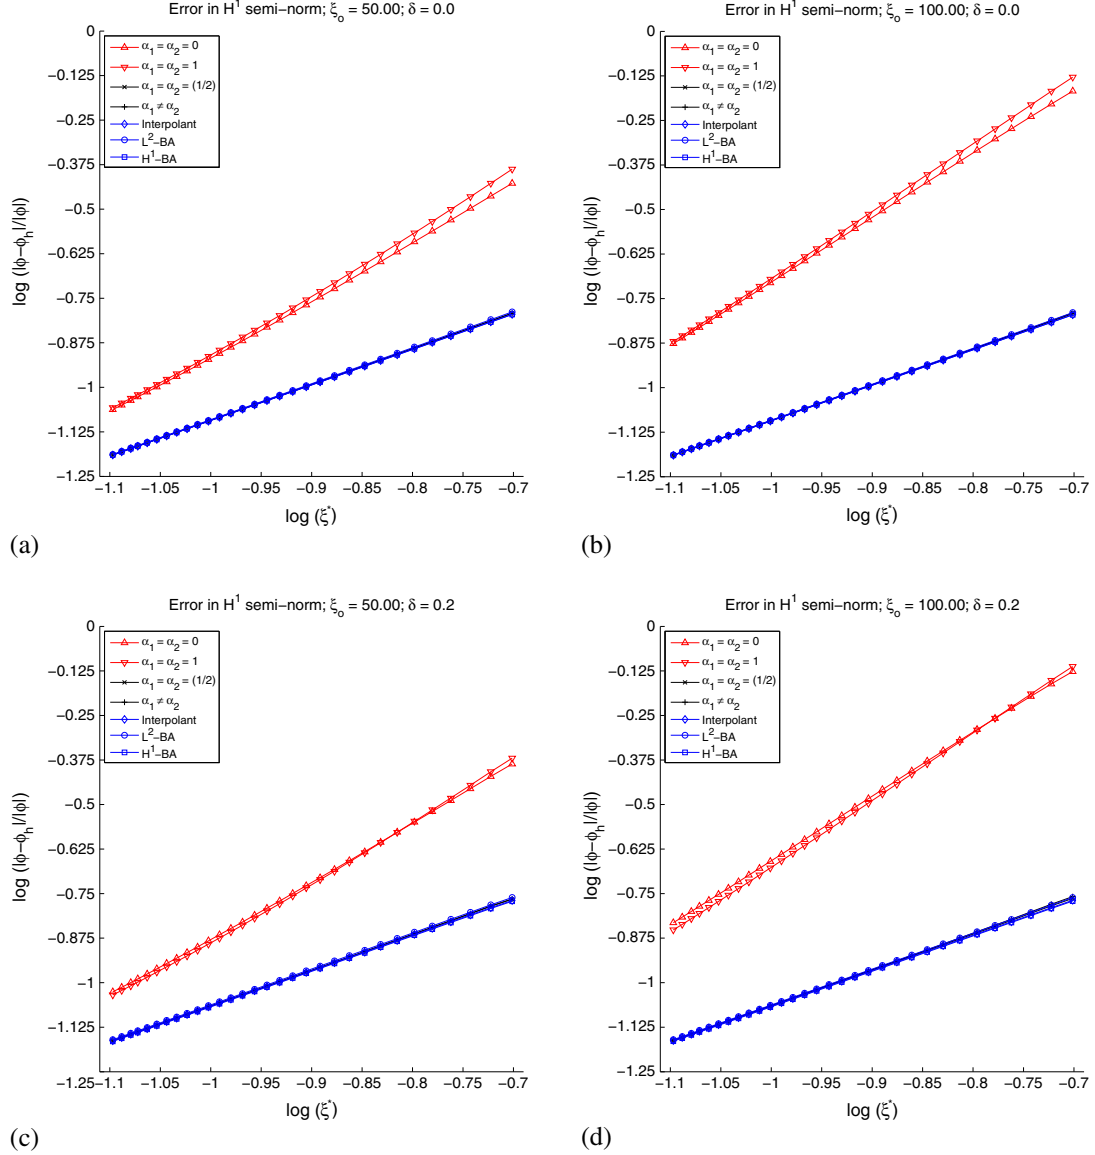 Error in H¹ semi−norm; ξₒ = 50.00; δ = 0.0
0
−0.125
−0.25
−0.375
−0.5
−0.625
−0.75
−0.875
−1
−1.125
−1.25
log (|ϕ−ϕₕ|/|ϕ|)
α₁ = α₂ = 0
α₁ = α₂ = 1
α₁ = α₂ = (1/2)
α₁ ≠ α₂
Interpolant
L²−BA
H¹−BA
−1.1 −1.05 −1 −0.95 −0.9 −0.85 −0.8 −0.75 −0.7
log (ξ*)
(a)
Error in H¹ semi−norm; ξₒ = 100.00; δ = 0.0
0
−0.125
−0.25
−0.375
−0.5
−0.625
−0.75
−0.875
−1
−1.125
−1.25
log (|ϕ−ϕₕ|/|ϕ|)
α₁ = α₂ = 0
α₁ = α₂ = 1
α₁ = α₂ = (1/2)
α₁ ≠ α₂
Interpolant
L²−BA
H¹−BA
−1.1 −1.05 −1 −0.95 −0.9 −0.85 −0.8 −0.75 −0.7
log (ξ*)
(b)
Error in H¹ semi−norm; ξₒ = 50.00; δ = 0.2
0
−0.125
−0.25
−0.375
−0.5
−0.625
−0.75
−0.875
−1
−1.125
−1.25
log (|ϕ−ϕₕ|/|ϕ|)
α₁ = α₂ = 0
α₁ = α₂ = 1
α₁ = α₂ = (1/2)
α₁ ≠ α₂
Interpolant
L²−BA
H¹−BA
−1.1 −1.05 −1 −0.95 −0.9 −0.85 −0.8 −0.75 −0.7
log (ξ*)
(c)
Error in H¹ semi−norm; ξₒ = 100.00; δ = 0.2
0
−0.125
−0.25
−0.375
−0.5
−0.625
−0.75
−0.875
−1
−1.125
−1.25
log (|ϕ−ϕₕ|/|ϕ|)
α₁ = α₂ = 0
α₁ = α₂ = 1
α₁ = α₂ = (1/2)
α₁ ≠ α₂
Interpolant
L²−BA
H¹−BA
−1.1 −1.05 −1 −0.95 −0.9 −0.85 −0.8 −0.75 −0.7
log (ξ*)
(d)